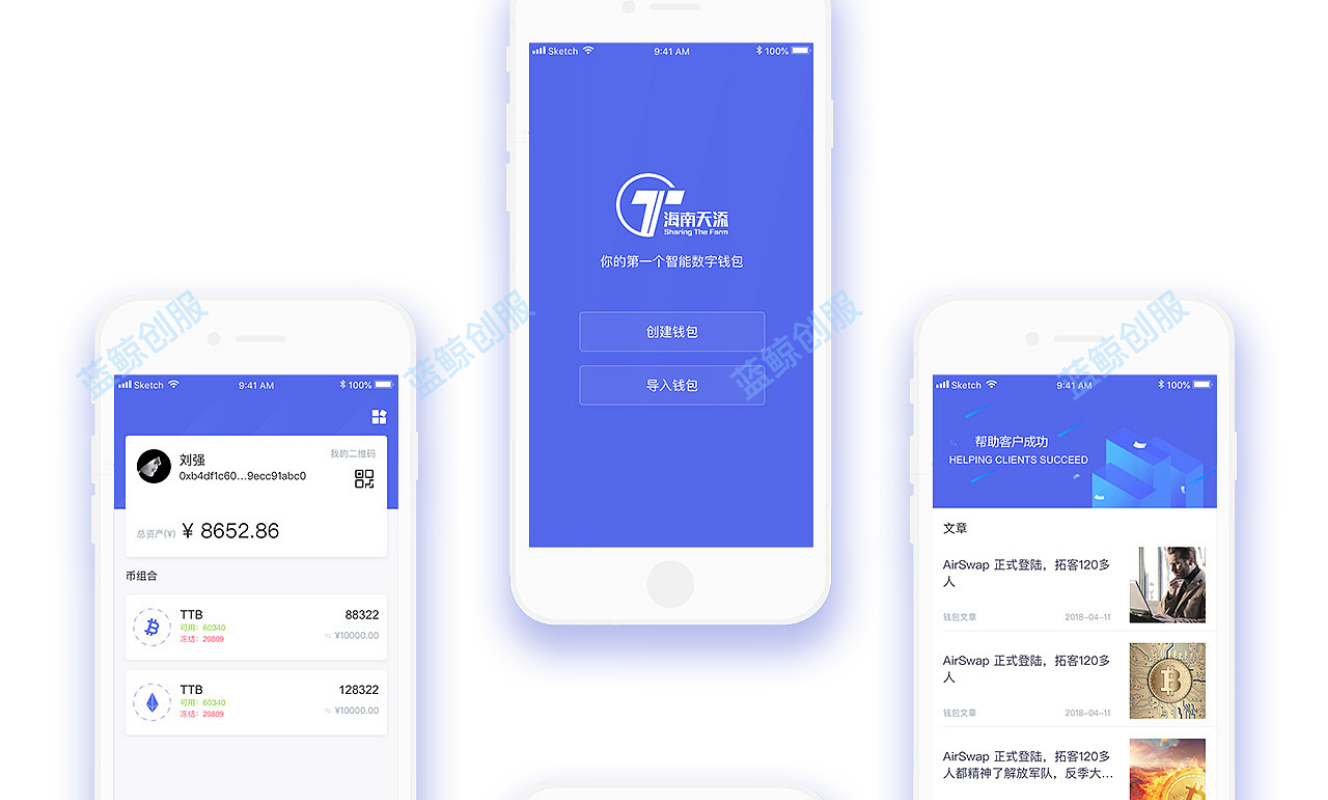 Sketch
9:41 AM
100%
海南天添
Sharing The Farm
你的第一个智能数字钱包
创建钱包
导入钱包
蓝鲸创服
蓝鲸创服
蓝鲸创服
蓝鲸创服
Sketch
9:41 AM
100%
刘强
我的二维码
0xb4df1c60...9ecc91abc0
总资产(¥) ¥ 8652.86
币组合
TTB
88322
可用：60340
冻结：20809
≈ ¥10000.00
TTB
128322
可用：60340
冻结：20809
≈ ¥10000.00
Sketch
9:41 AM
100%
帮助客户成功
HELPING CLIENTS SUCCEED
文章
AirSwap 正式登陆，拓客120多
人
钱包文章
2018-04-11
AirSwap 正式登陆，拓客120多
人
钱包文章
2018-04-11
AirSwap 正式登陆，拓客120多
人都精神了解放军队，反季大...